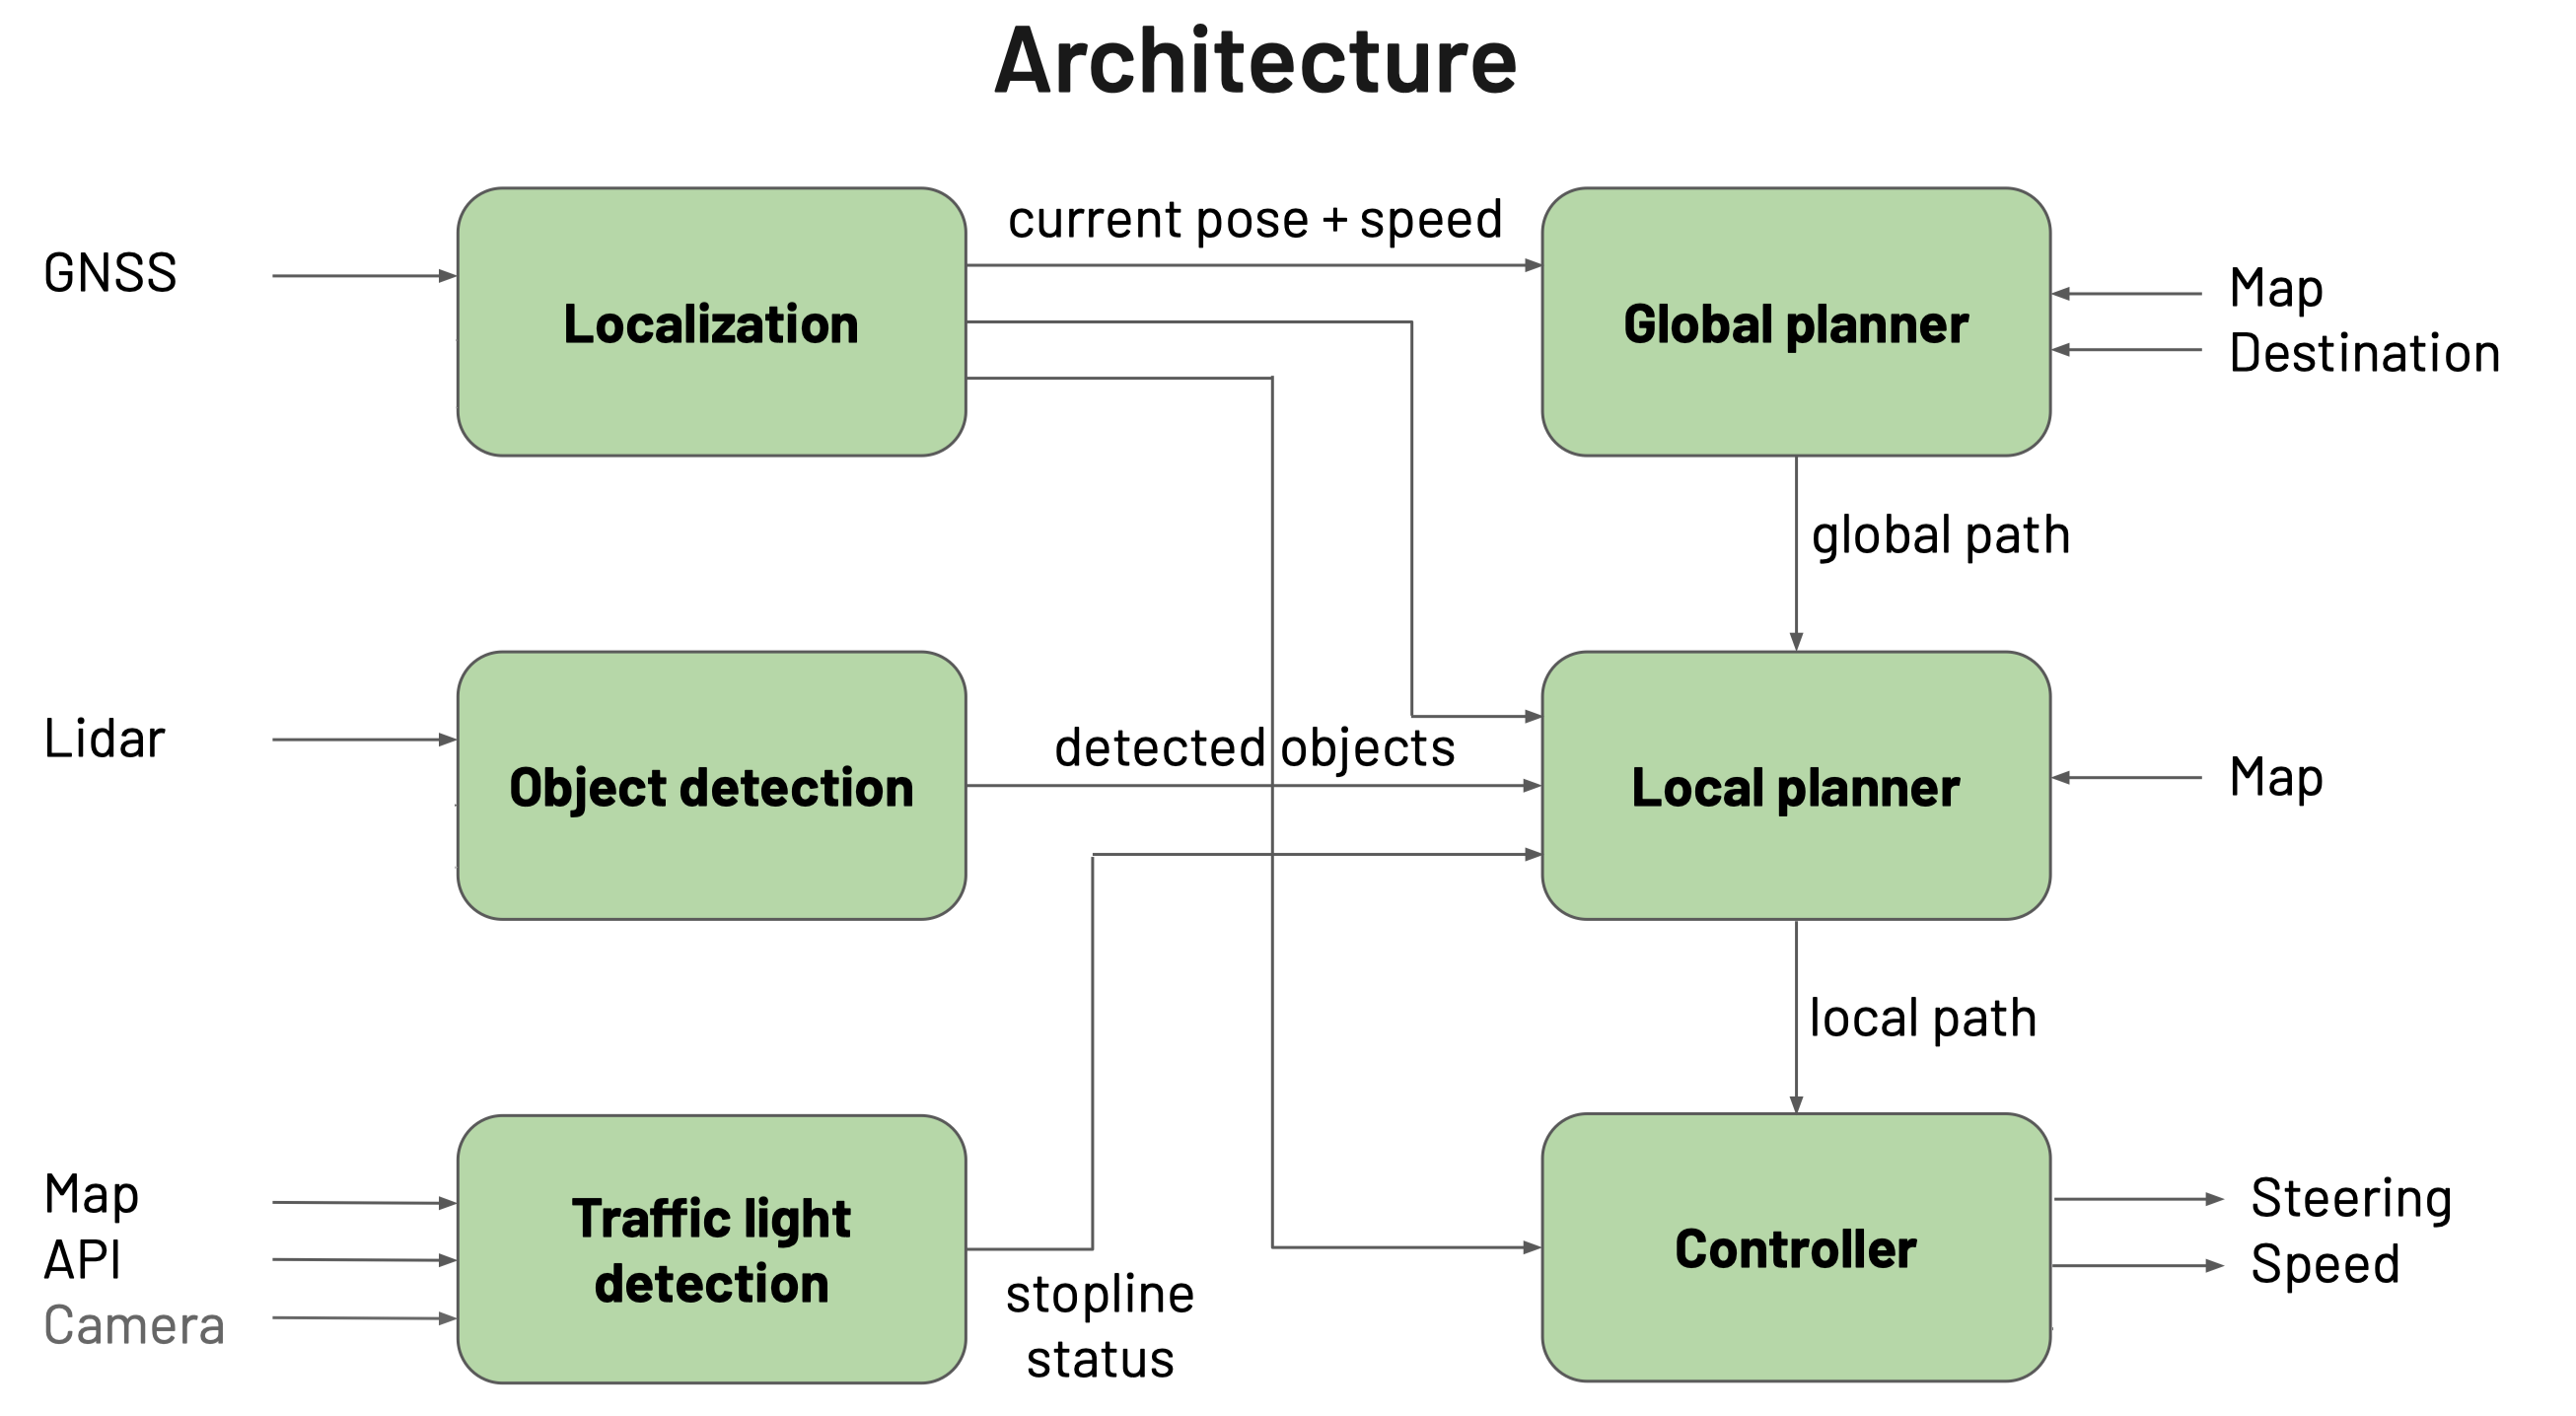 Architecture
GNSS
Localization
current pose + speed
Global planner
Map
Destination
global path
Lidar
Object detection
detected objects
Local planner
Map
local path
Map
API
Camera
Traffic light
detection
stopline
status
Controller
Steering
Speed